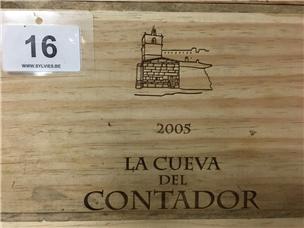 16
WWW.SYLVIES.BE
2005
LA CUEVA
DEL
CONTADOR